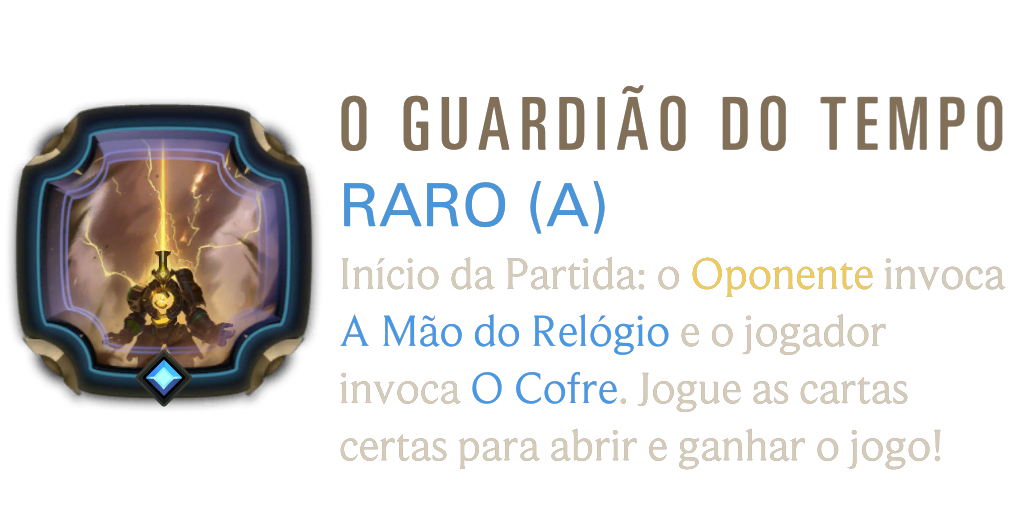 O GUARDIÃO DO TEMPO
RARO (A)
Início da Partida: o Oponente invoca
A Mão do Relógio e o jogador
invoca O Cofre. Jogue as cartas
certas para abrir e ganhar o jogo!